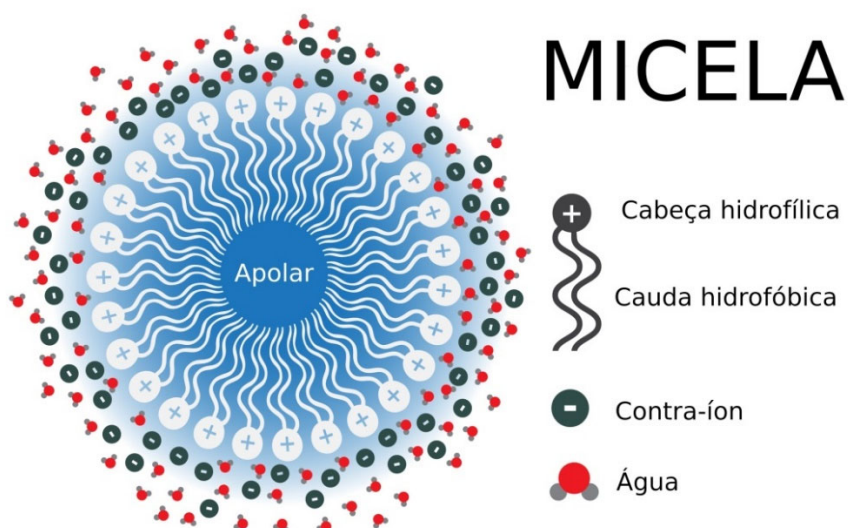 MICELA
Apolar
Cabeça hidrofílica
Cauda hidrofóbica
Contra-íon
Água